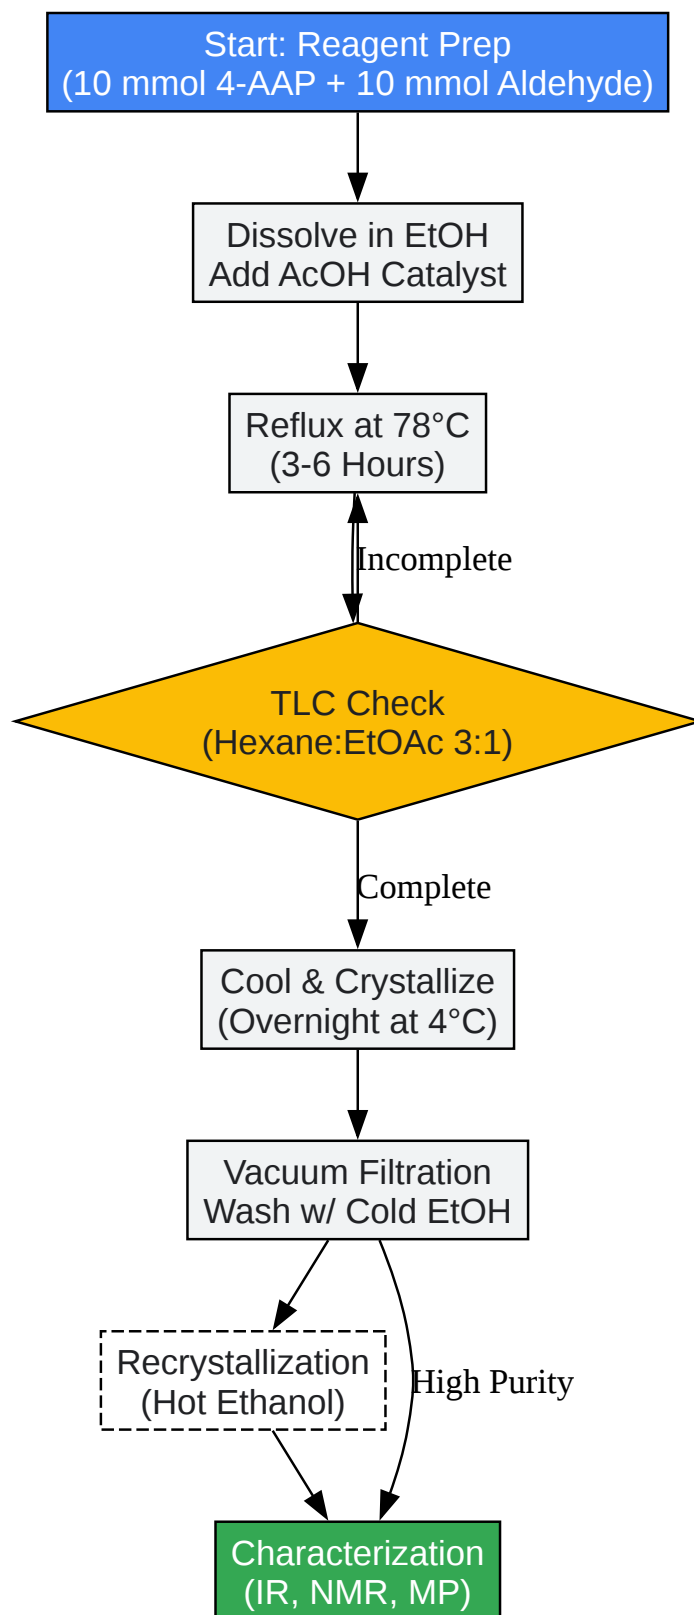 Start: Reagent Prep
(10 mmol 4-AAP + 10 mmol Aldehyde)
Dissolve in EtOH
Add AcOH Catalyst
Reflux at 78°C
(3-6 Hours)
Incomplete
TLC Check
(Hexane:EtOAc 3:1)
Complete
Cool & Crystallize
(Overnight at 4°C)
Vacuum Filtration
Wash w/ Cold EtOH
Recrystallization
(Hot Ethanol)
High Purity
Characterization
(IR, NMR, MP)